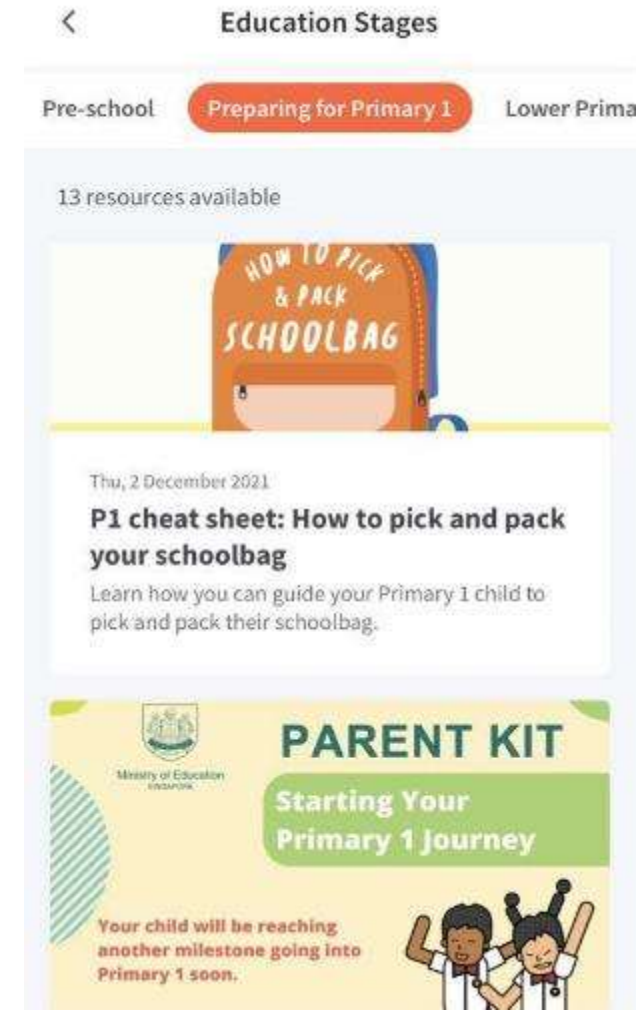 Education Stages
Pre-school
Preparing for Primary 1
Lower Prima
13 resources available
HOW TO PICK
& PACK
SCHOOLBAG
Thu, 2 December 2021
P1 cheat sheet: How to pick and pack
your schoolbag
Learn how you can guide your Primary 1 child to
pick and pack their schoolbag.
Ministry of Education
SINGAPORE
PARENT KIT
Starting Your
Primary 1 Journey
Your child will be reaching
another milestone going into
Primary 1 soon.